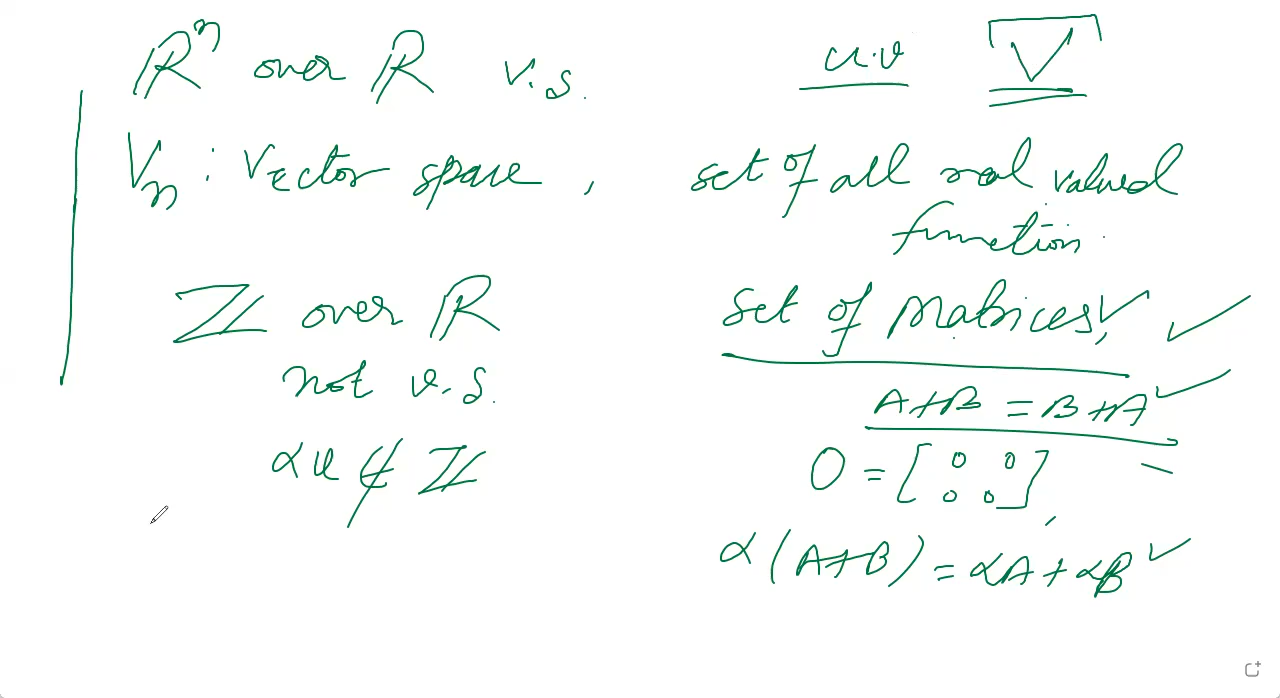 ℝⁿ over ℝ v.s.
Vₙ : Vector space,
ℤ over ℝ
not v.s.
αu ∉ ℤ
u.v V
set of all real valued
function.
Set of Matrices,✓ ✓
A+B = B+A ✓
O = [0 0
0 0],
α(A+B) = αA + αB ✓